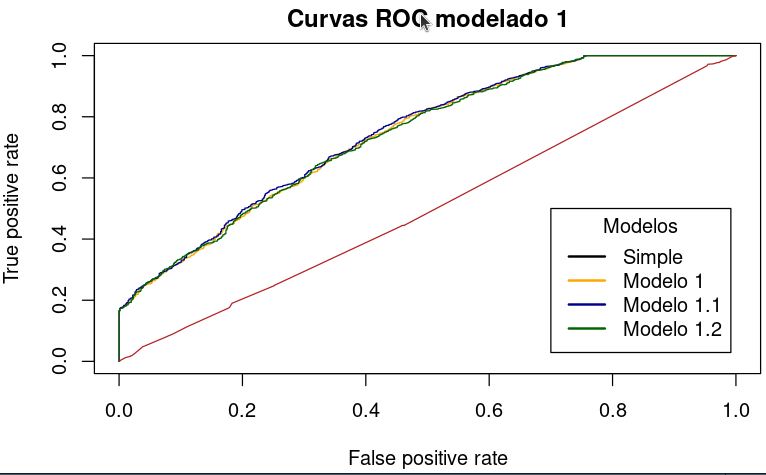 Curvas ROC modelado 1
True positive rate
1.0
0.8
0.6
0.4
0.2
0.0
Modelos
Simple
Modelo 1
Modelo 1.1
Modelo 1.2
0.0 0.2 0.4 0.6 0.8 1.0
False positive rate